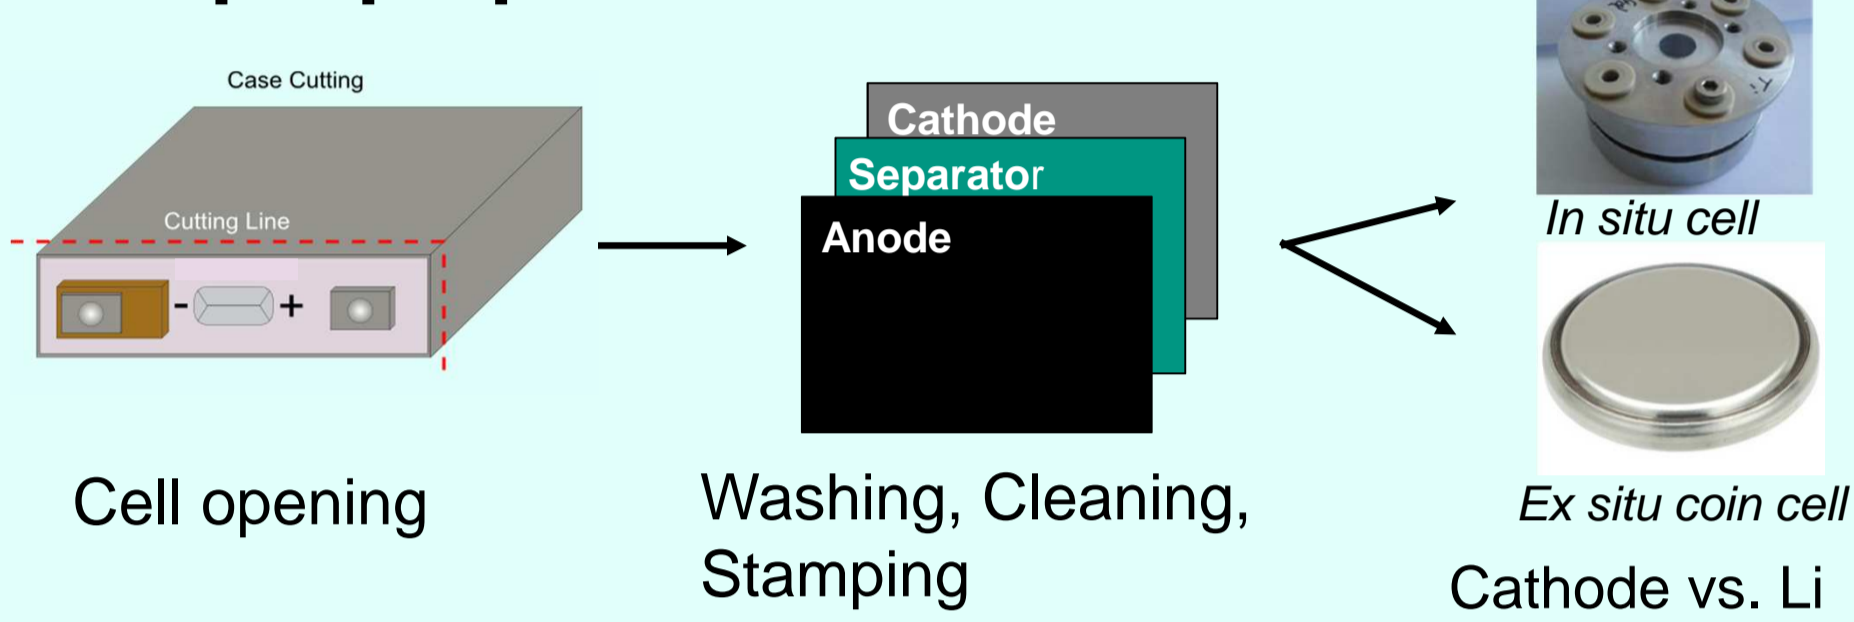 Case Cutting
Cutting Line
- +
Cathode
Separator
Anode
In situ cell
Ex situ coin cell
Cell opening
Washing, Cleaning,
Stamping
Cathode vs. Li